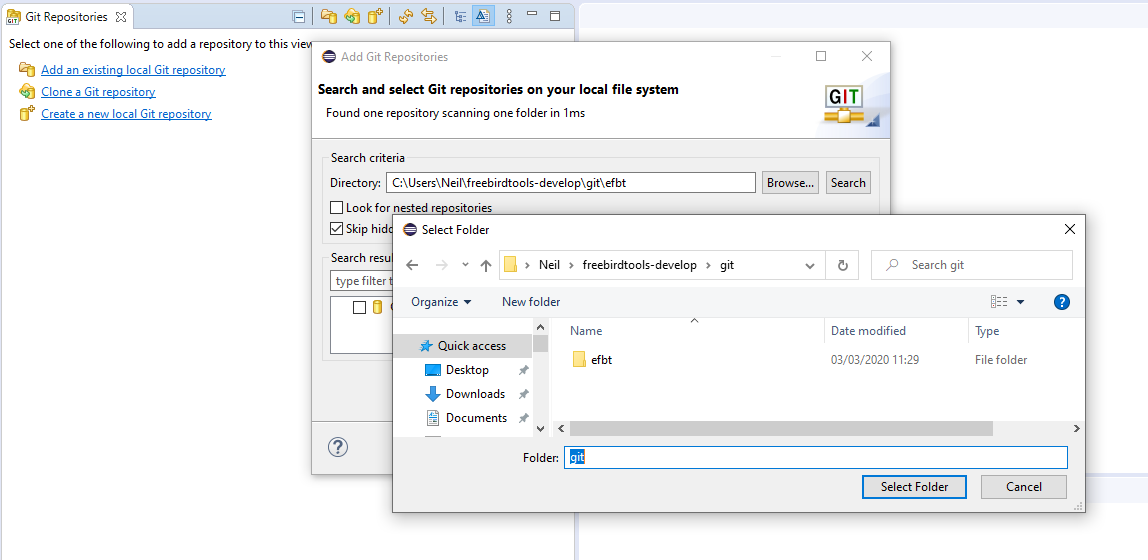 Git Repositories
Select one of the following to add a repository to this view
Add an existing local Git repository
Clone a Git repository
Create a new local Git repository
Add Git Repositories
Search and select Git repositories on your local file system
Found one repository scanning one folder in 1ms
GIT
Search criteria
Directory: C:\Users\Neil\freebirdtools-develop\git\efbt Browse... Search
Look for nested repositories
Skip hidd
Search resul
type filter t
Select Folder
Neil freebirdtools-develop git Search git
Organize New folder
Name Date modified Type
Quick access
efbt 03/03/2020 11:29 File folder
Desktop
Downloads
Documents
Folder: git
Select Folder Cancel